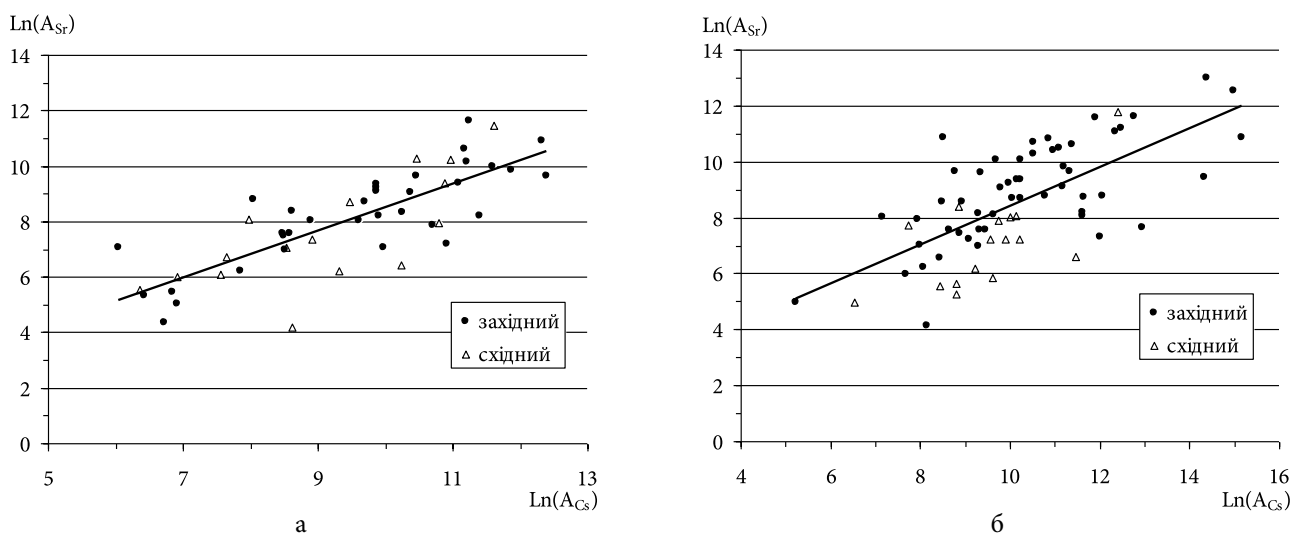 Ln(A_Sr)
14
12
10
8
6
4
2
0
5 7 9 11 13
Ln(A_Cs)
західний
східний
а
Ln(A_Sr)
14
12
10
8
6
4
2
0
4 6 8 10 12 14 16
Ln(A_Cs)
західний
східний
б